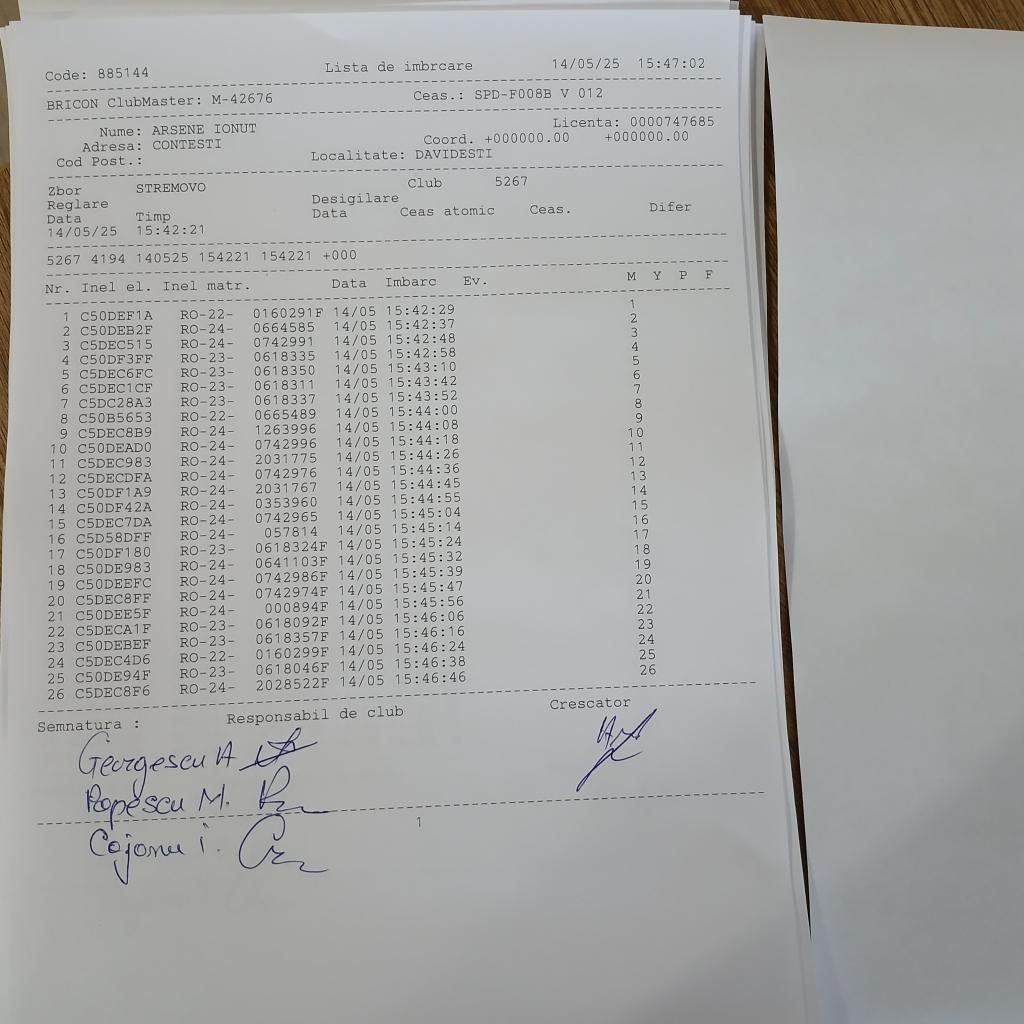 Code: 885144 Lista de imbrcare 14/05/25 15:47:02
BRICON ClubMaster: M-42676 Ceas.: SPD-F008B V 012
Nume: ARSENE IONUT Licenta: 0000747685
Adresa: CONTESTI Coord. +000000.00 +000000.00
Cod Post.: Localitate: DAVIDESTI
Zbor STREMOVO Club 5267
Reglare Desigilare
Data Timp Data Ceas atomic Ceas. Difer
14/05/25 15:42:21
5267 4194 140525 154221 154221 +000
Nr. Inel el. Inel matr. Data Imbarc Ev. M Y P F
1 C50DEF1A RO-22- 0160291F 14/05 15:42:29 1
2 C50DEB2F RO-24- 0664585 14/05 15:42:37 2
3 C5DEC515 RO-24- 0742991 14/05 15:42:48 3
4 C50DF3FF RO-23- 0618335 14/05 15:42:58 4
5 C5DEC6FC RO-23- 0618350 14/05 15:43:10 5
6 C5DEC1CF RO-23- 0618311 14/05 15:43:42 6
7 C5DC28A3 RO-23- 0618337 14/05 15:43:52 7
8 C50B5653 RO-22- 0665489 14/05 15:44:00 8
9 C5DEC8B9 RO-24- 1263996 14/05 15:44:08 9
10 C50DEAD0 RO-24- 0742996 14/05 15:44:18 10
11 C5DEC983 RO-24- 2031775 14/05 15:44:26 11
12 C5DECDFA RO-24- 0742976 14/05 15:44:36 12
13 C50DF1A9 RO-24- 2031767 14/05 15:44:45 13
14 C50DF42A RO-24- 0353960 14/05 15:44:55 14
15 C5DEC7DA RO-24- 0742965 14/05 15:45:04 15
16 C5D58DFF RO-24- 057814 14/05 15:45:14 16
17 C50DF180 RO-23- 0618324F 14/05 15:45:24 17
18 C50DE983 RO-24- 0641103F 14/05 15:45:32 18
19 C50DEEFC RO-24- 0742986F 14/05 15:45:39 19
20 C5DEC8FF RO-24- 0742974F 14/05 15:45:47 20
21 C50DEE5F RO-24- 000894F 14/05 15:45:56 21
22 C5DECA1F RO-23- 0618092F 14/05 15:46:06 22
23 C50DEBEF RO-23- 0618357F 14/05 15:46:16 23
24 C5DEC4D6 RO-22- 0160299F 14/05 15:46:24 24
25 C50DE94F RO-23- 0618046F 14/05 15:46:38 25
26 C5DEC8F6 RO-24- 2028522F 14/05 15:46:46 26
Semnatura : Responsabil de club Crescator
Georgescu A
Popescu M.
Cojanu i.
1